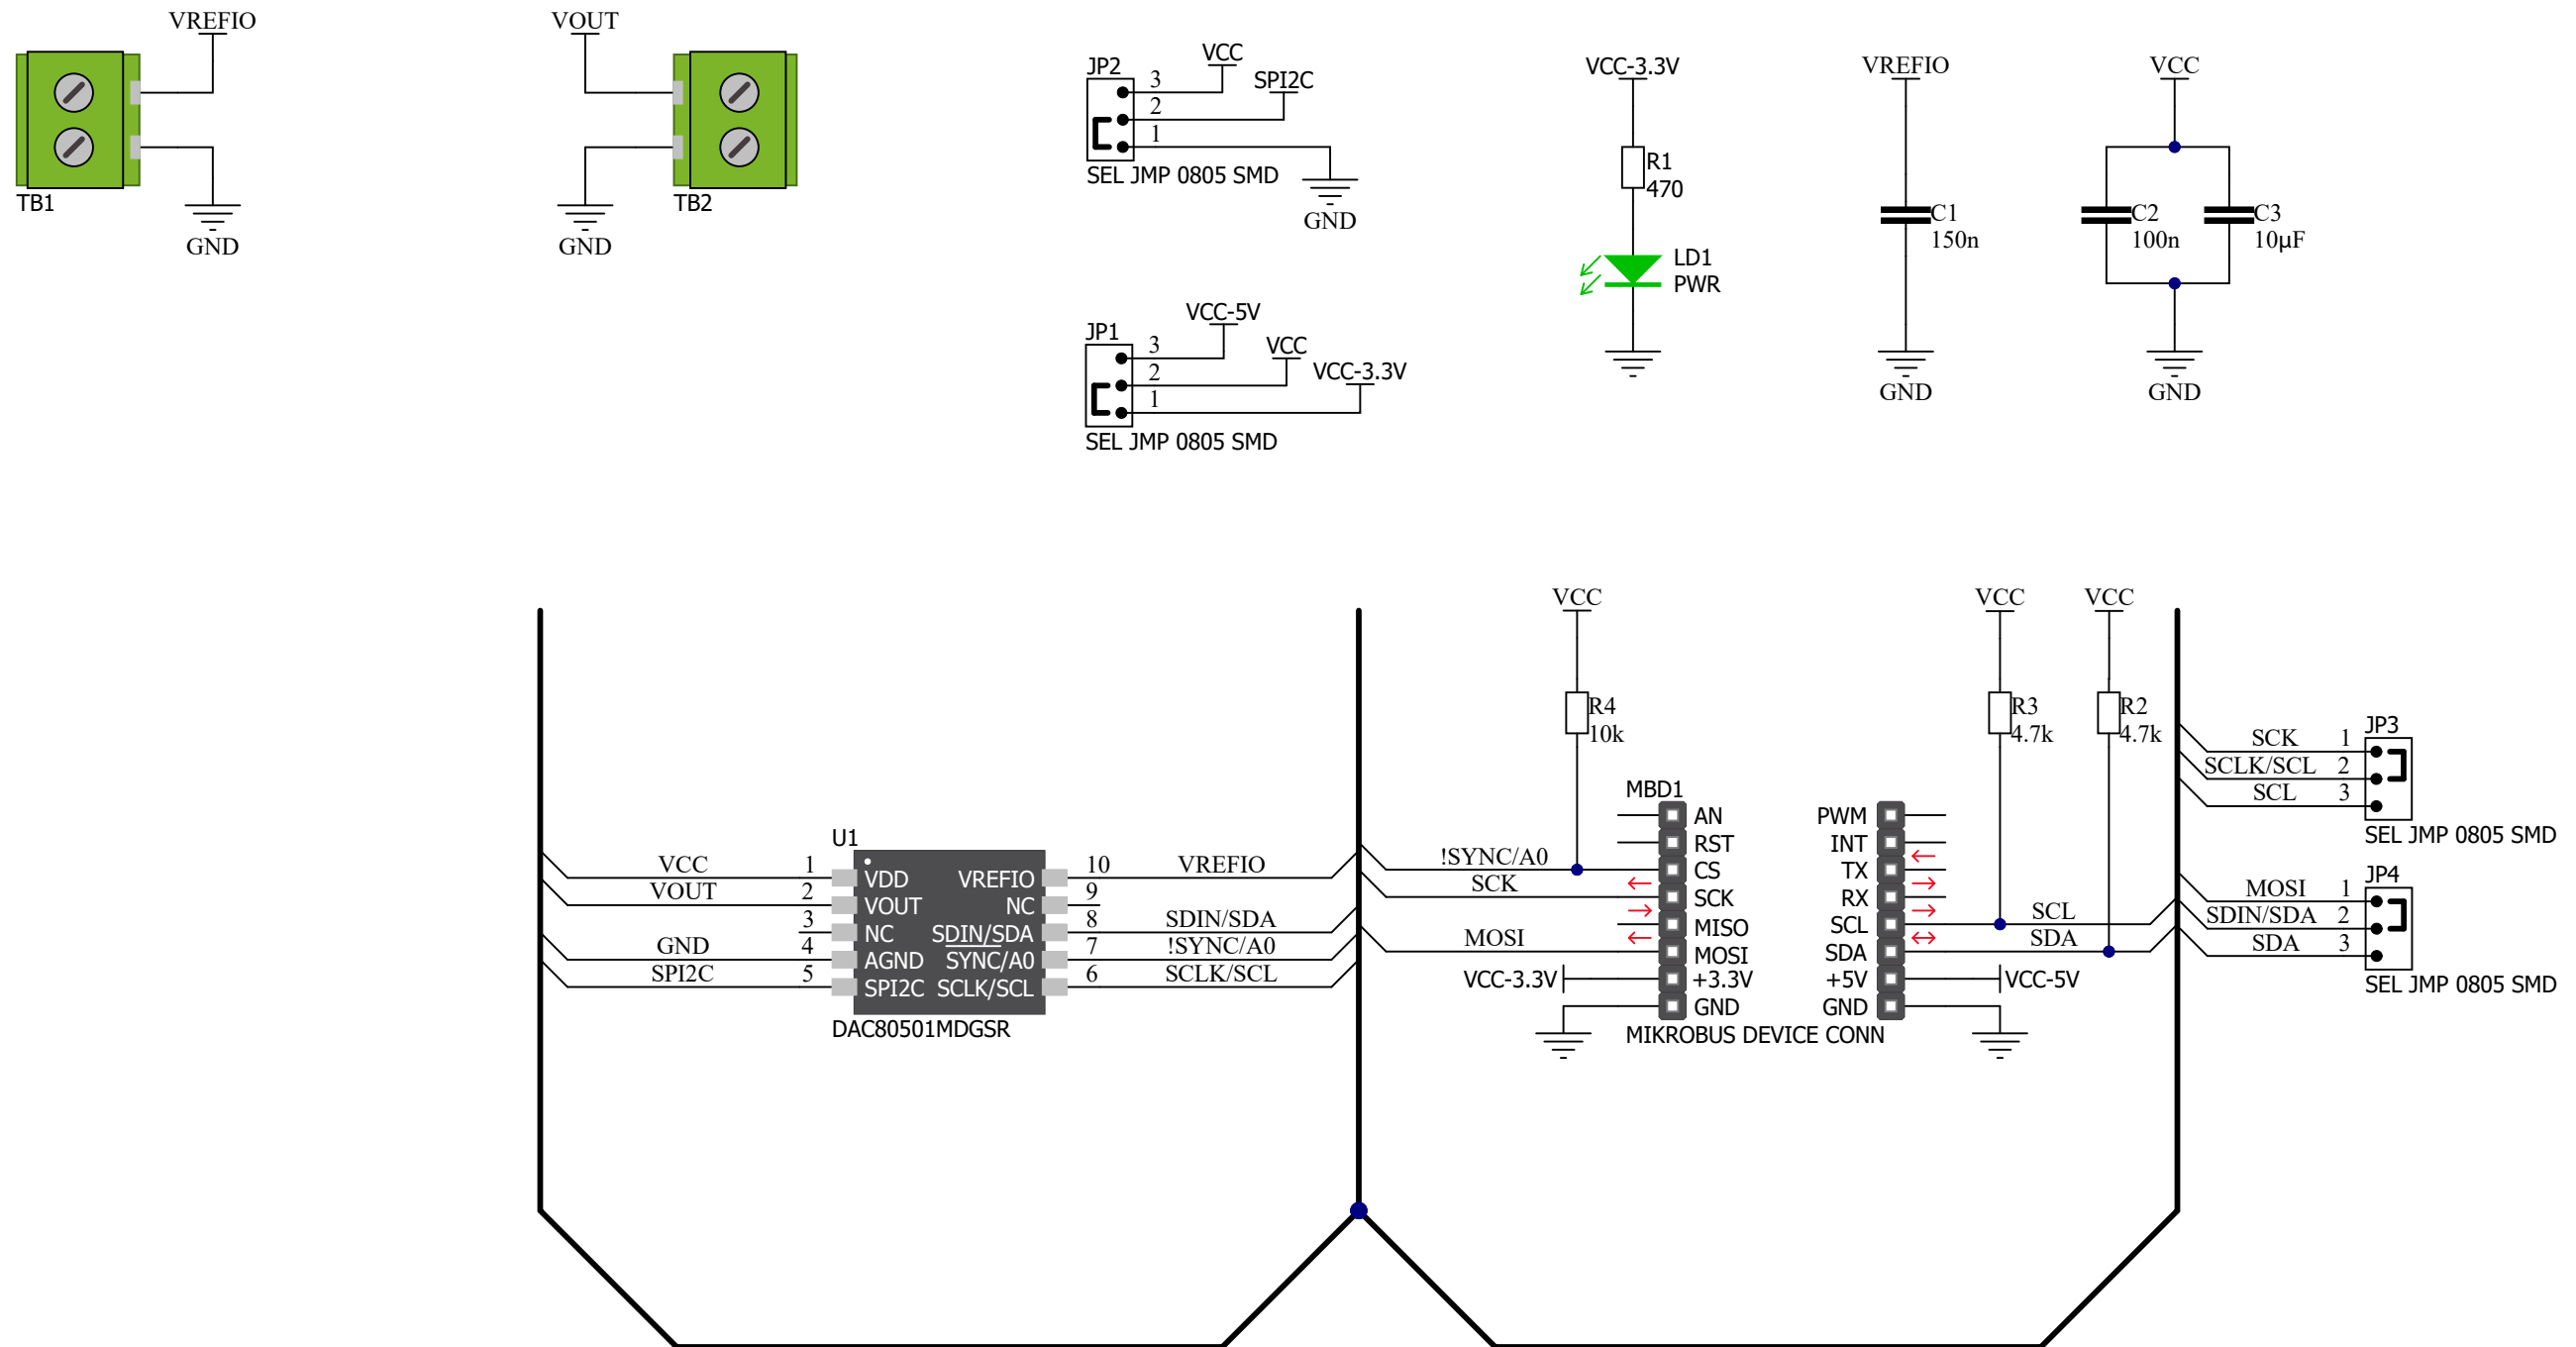 VREFIO
GND
TB1
VOUT
GND
TB2
JP2
3
2
1
VCC
SPI2C
SEL JMP 0805 SMD
GND
JP1
3
2
1
VCC-5V
VCC
VCC-3.3V
SEL JMP 0805 SMD
VCC-3.3V
R1
470
LD1
PWR
VREFIO
C1
150n
GND
VCC
C2
100n
C3
10µF
GND
U1
VCC 1 VDD
VOUT 2 VOUT
3 NC
GND 4 AGND
SPI2C 5 SPI2C
VREFIO 10 VREFIO
NC 9
SDIN/SDA 8 SDIN/SDA
SYNC/A0 7 !SYNC/A0
SCLK/SCL 6 SCLK/SCL
DAC80501MDGSR
VCC
R4
10k
VCC
R3
4.7k
VCC
R2
4.7k
MBD1
!SYNC/A0
SCK
MOSI
VCC-3.3V
AN
RST
CS
SCK
MISO
MOSI
+3.3V
GND
PWM
INT
TX
RX
SCL
SDA
+5V
GND
SCL
SDA
VCC-5V
MIKROBUS DEVICE CONN
JP3
SCK 1
SCLK/SCL 2
SCL 3
SEL JMP 0805 SMD
JP4
MOSI 1
SDIN/SDA 2
SDA 3
SEL JMP 0805 SMD